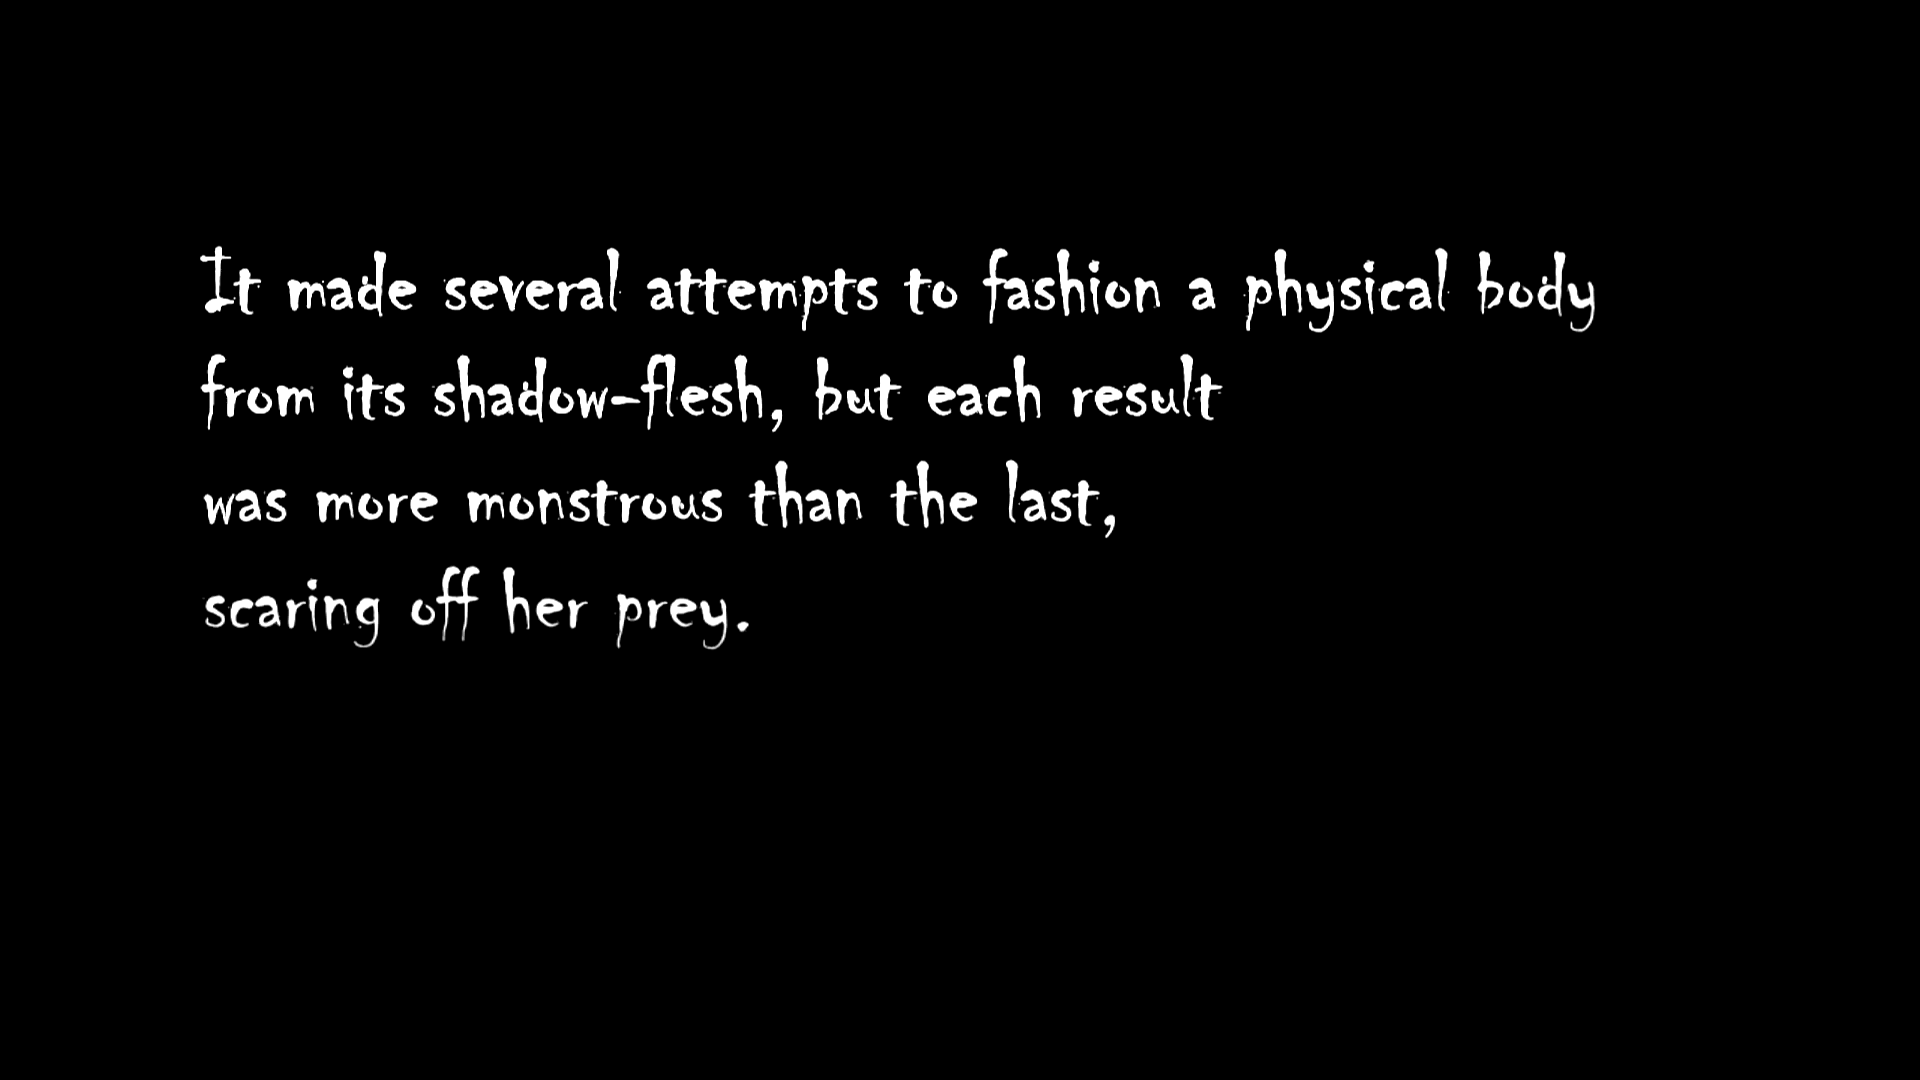 It made several attempts to fashion a physical body
from its shadow-flesh, but each result
was more monstrous than the last,
scaring off her prey.